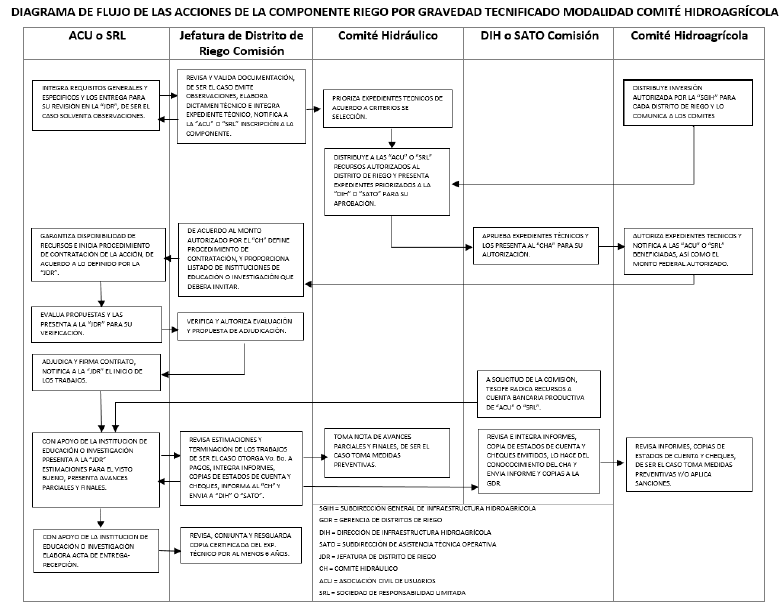 DIAGRAMA DE FLUJO DE LAS ACCIONES DE LA COMPONENTE RIEGO POR GRAVEDAD TECNIFICADO MODALIDAD COMITÉ HIDROAGRÍCOLA
ACU o SRL
Jefatura de Distrito de
Riego Comisión
Comité Hidráulico
DIH o SATO Comisión
Comité Hidroagrícola
INTEGRA REQUISITOS GENERALES Y
ESPECIFICOS Y LOS ENTREGA PARA
SU REVISION EN LA "JDR", DE SER EL
CASO SOLVENTA OBSERVACIONES.
REVISA Y VALIDA DOCUMENTACIÓN,
DE SER EL CASO EMITE
OBSERVACIONES, ELABORA
DICTAMEN TÉCNICO E INTEGRA
EXPEDIENTE TÉCNICO, NOTIFICA A
LA "ACU" O "SRL" INSCRIPCIÓN A LA
COMPONENTE.
PRIORIZA EXPEDIENTES TECNICOS DE
ACUERDO A CRITERIOS SE
SELECCIÓN.
DISTRIBUYE INVERSIÓN
AUTORIZADA POR LA "SGIH" PARA
CADA DISTRITO DE RIEGO Y LO
COMUNICA A LOS COMITES
DISTRIBUYE A LAS "ACU" O "SRL"
RECURSOS AUTORIZADOS AL
DISTRITO DE RIEGO Y PRESENTA
EXPEDIENTES PRIORIZADOS A LA
"DIH" O "SATO" PARA SU
APROBACION.
GARANTIZA DISPONIBILIDAD DE
RECURSOS E INICIA PROCEDIMIENTO
DE CONTRATACIÓN DE LA ACCIÓN, DE
ACUERDO A LO DEFINIDO POR LA
"JDR".
DE ACUERDO AL MONTO
AUTORIZADO POR EL "CH" DEFINE
PROCEDIMIENTO DE
CONTRATACIÓN, Y PROPORCIONA
LISTADO DE INSTITUCIONES DE
EDUCACIÓN O INVESTIGACIÓN QUE
DEBERA INVITAR.
APRUEBA EXPEDIENTES TÉCNICOS Y
LOS PRESENTA AL "CHA" PARA SU
AUTORIZACIÓN.
AUTORIZA EXPEDIENTES TECNICOS Y
NOTIFICA A LAS "ACU" O "SRL"
BENEFICIADAS, ASÍ COMO EL
MONTO FEDERAL AUTORIZADO.
EVALUA PROPUESTAS Y LAS
PRESENTA A LA "JDR" PARA SU
VERIFICACION.
VERIFICA Y AUTORIZA EVALUACIÓN
Y PROPUESTA DE ADJUDICACIÓN.
ADJUDICA Y FIRMA CONTRATO,
NOTIFICA A LA "JDR" EL INICIO DE
LOS TRABAJOS.
A SOLICITUD DE LA COMISIÓN,
TESOFE RADICA RECURSOS A
CUENTA BANCARIA PRODUCTIVA
DE "ACU" O "SRL".
CON APOYO DE LA INSTITUCION DE
EDUCACIÓN O INVESTIGACIÓN
PRESENTA A LA "JDR"
ESTIMACIONES PARA EL VISTO
BUENO, PRESENTA AVANCES
PARCIALES Y FINALES.
REVISA ESTIMACIONES Y
TERMINACION DE LOS TRABAJOS
DE SER EL CASO OTORGA Vo. Bo. A
PAGOS, INTEGRA INFORMES,
COPIAS DE ESTADOS DE CUENTA Y
CHEQUES, INFORMA AL "CH" Y
ENVIA A "DIH" O "SATO".
TOMA NOTA DE AVANCES
PARCIALES Y FINALES, DE SER EL
CASO TOMA MEDIDAS
PREVENTIVAS.
REVISA E INTEGRA INFORMES,
COPIA DE ESTADOS DE CUENTA Y
CHEQUES EMITIDOS, LO HACE DEL
CONOCOCIMIENTO DEL CHA Y
ENVIA INFORME Y COPIAS A LA
GDR.
REVISA INFORMES, COPIAS DE
ESTADOS DE CUENTA Y CHEQUES,
DE SER EL CASO TOMA MEDIDAS
PREVENTIVAS Y/O APLICA
SANCIONES.
CON APOYO DE LA INSTITUCION DE
EDUCACIÓN O INVESTIGACIÓN
ELABORA ACTA DE ENTREGA-
RECEPCIÓN.
REVISA, CONJUNTA Y RESGUARDA
COPIA CERTIFICADA DEL EXP.
TÉCNICO POR AL MENOS 6 AÑOS.
SGIH = SUBDIRECCIÓN GENERAL DE INFRAESTRUCTURA HIDROAGRÍCOLA
GDR = GERENCIA DE DISTRITOS DE RIEGO
DIH = DIRECCIÓN DE INFRAESTRUCTURA HIDROAGRÍCOLA
SATO = SUBDIRECCION DE ASISTENCIA TÉCNICA OPERATIVA
JDR = JEFATURA DE DISTRITO DE RIEGO
CH = COMITÉ HIDRÁULICO
ACU = ASOCIACIÓN CIVIL DE USUARIOS
SRL = SOCIEDAD DE RESPONSABILIDAD LIMITADA